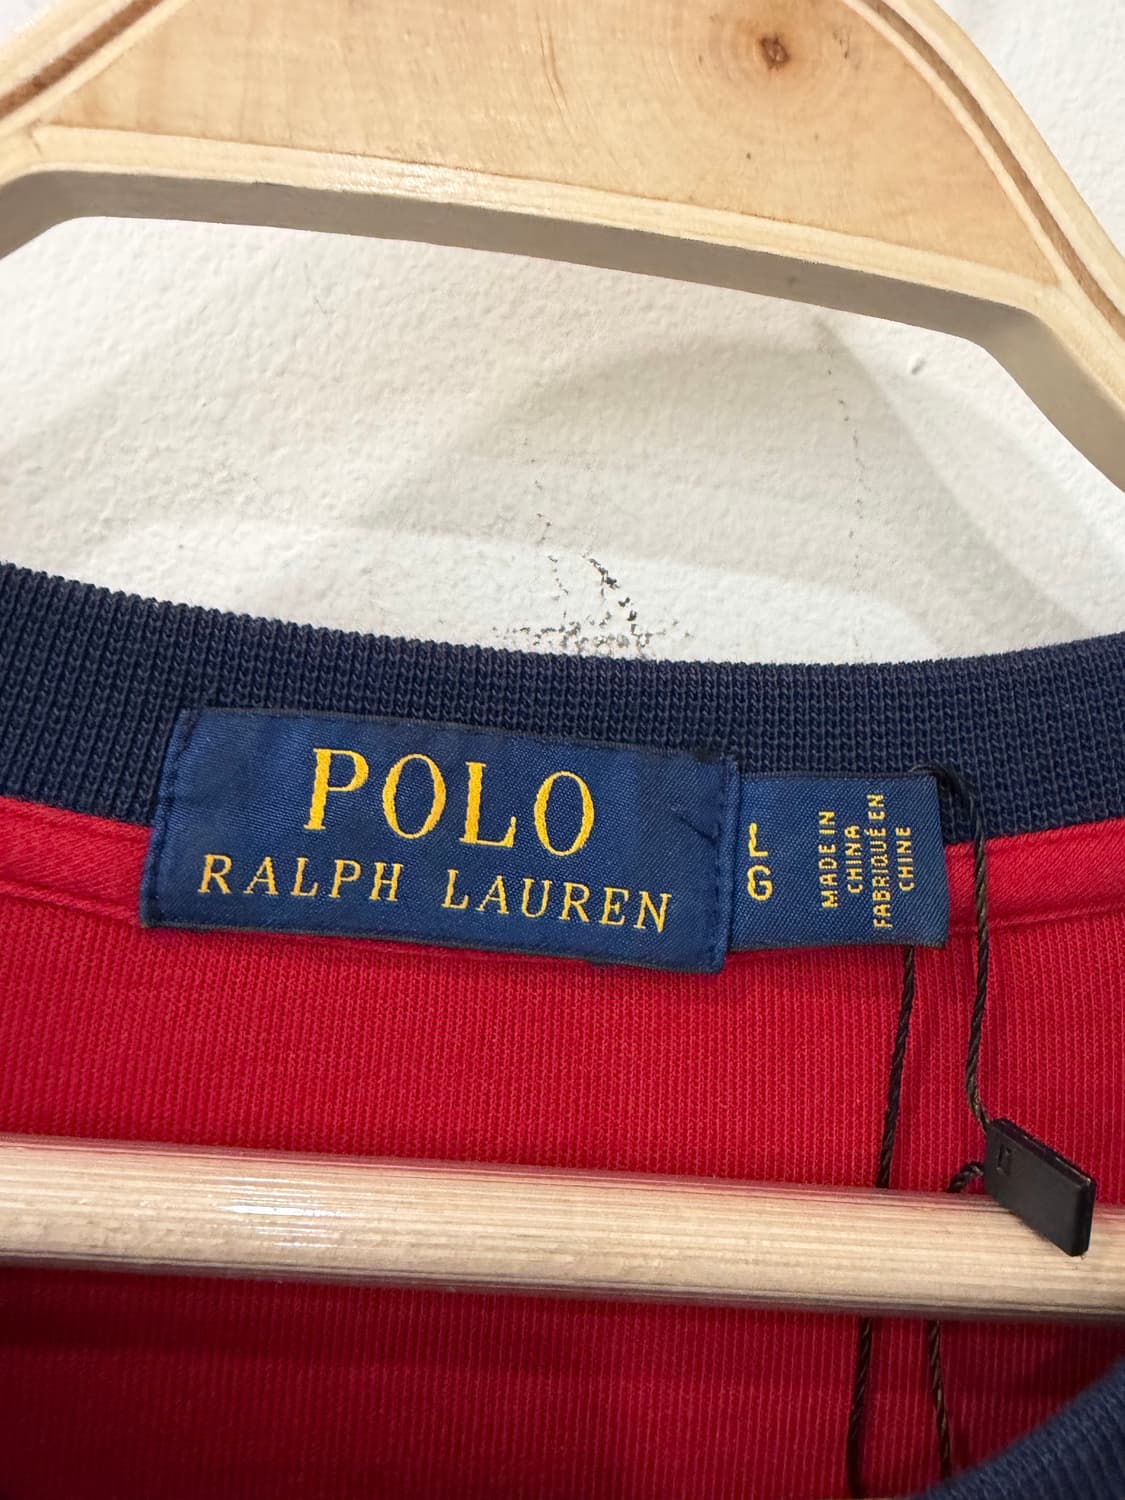 POLO
RALPH LAUREN
L
G
MADE IN
CHINA
FABRIQUÉ EN
CHINE